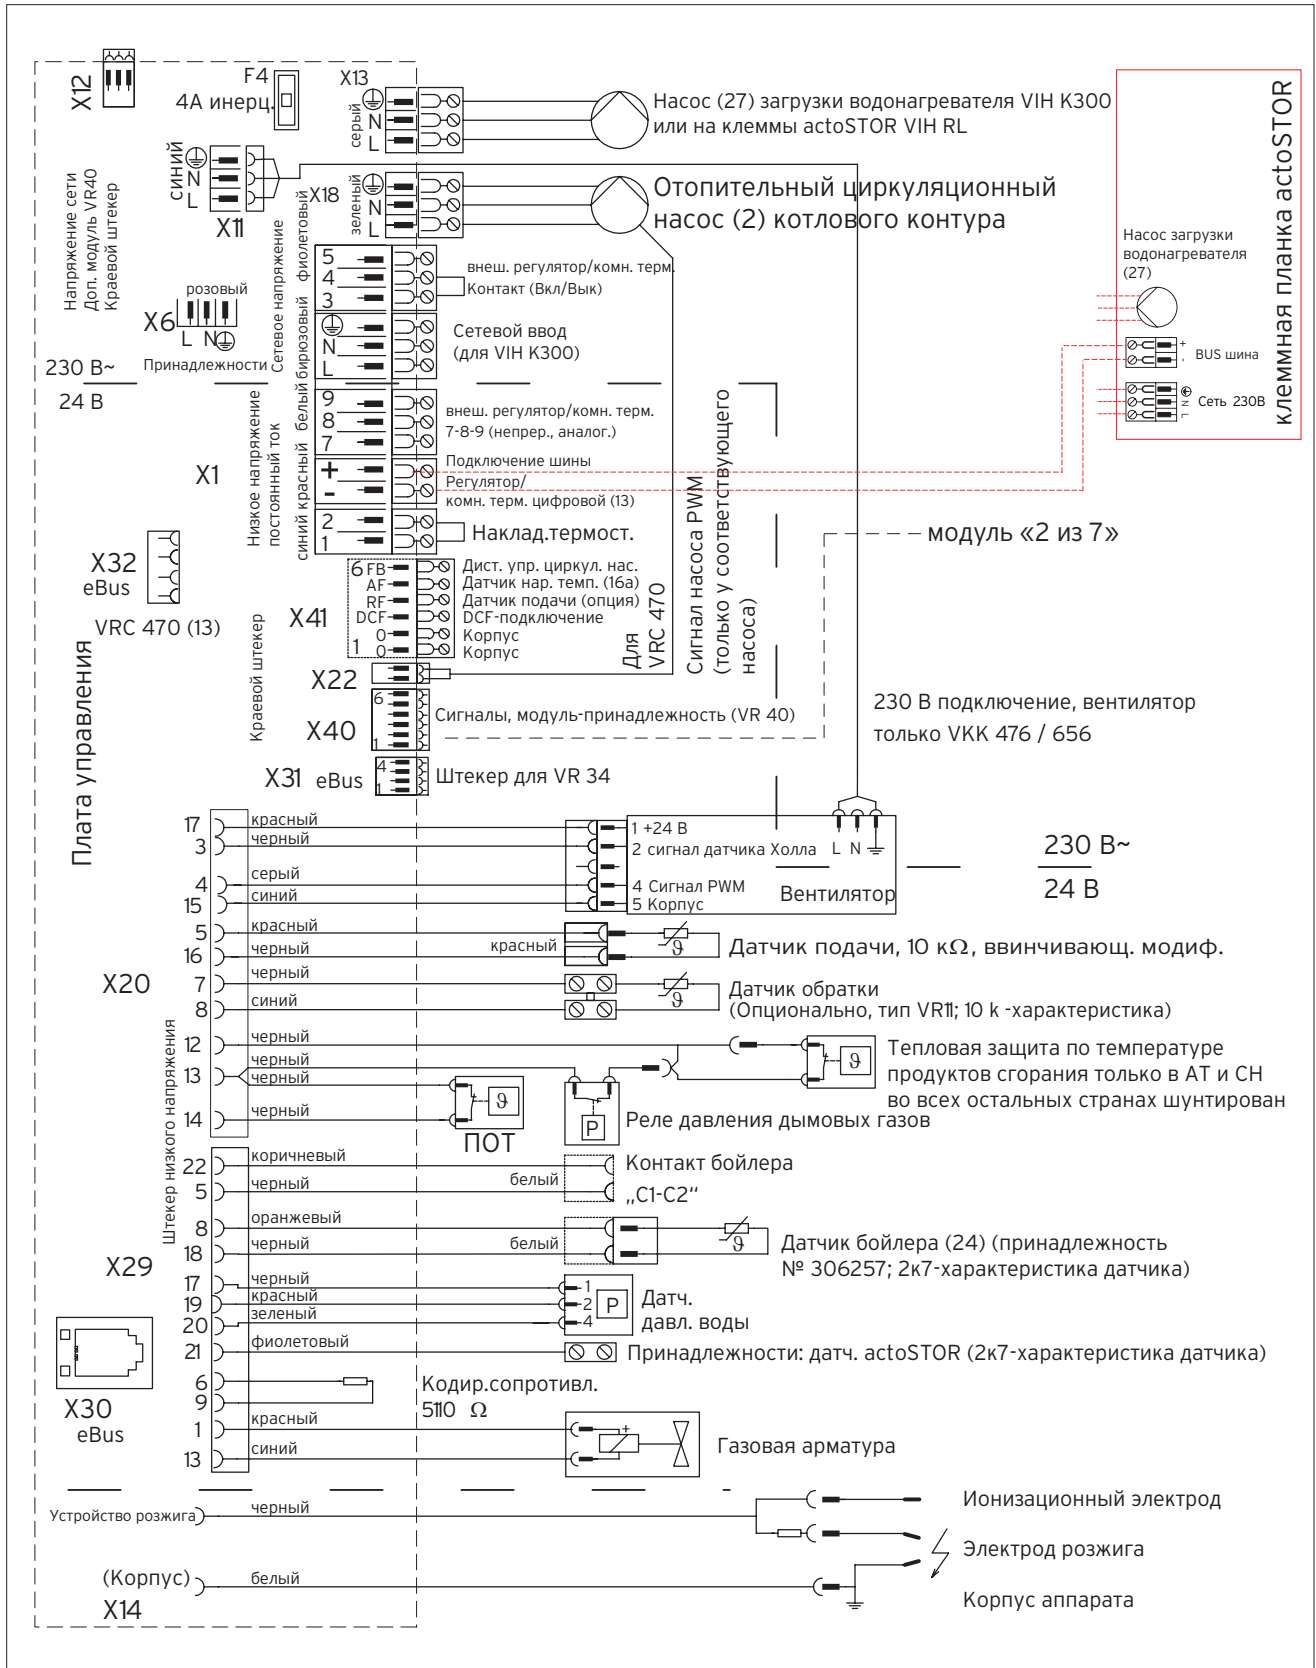 X12
F4
4А инерц.
X13
серый
N
L
Насос (27) загрузки водонагревателя VIH K300
или на клеммы actoSTOR VIH RL
клеммная планка actoSTOR
Насос загрузки
водонагревателя
(27)
+
-
BUS шина
N
L
Сеть 230В
синий
N
L
X11
X18
зеленый
N
L
Отопительный циркуляционный
насос (2) котлового контура
Напряжение сети
Доп. модуль VR40
Краевой штекер
розовый
X6
L N
Принадлежности
230 В~
24 В
Сетевое напряжение
фиолетовый
5
4
3
внеш. регулятор/комн. терм.
Контакт (Вкл/Вык)
бирюзовый
N
L
Сетевой ввод
(для VIH K300)
X1
Низкое напряжение
постоянный ток
белый
9
8
7
внеш. регулятор/комн. терм.
7-8-9 (непрер., аналог.)
красный
+
-
Подключение шины
Регулятор/
комн. терм. цифровой (13)
синий
2
1
Наклад.термост.
X32
eBus
VRC 470 (13)
Плата управления
Краевой штекер
X41
6 FB
AF
RF
DCF
0
1 0
Дист. упр. циркул. нас.
Датчик нар. темп. (16а)
Датчик подачи (опция)
DCF-подключение
Корпус
Корпус
Для
VRC 470
Сигнал насоса PWM
(только у соответствующего
насоса)
модуль «2 из 7»
X22
X40
6
1
Сигналы, модуль-принадлежность (VR 40)
X31 eBus
4
1
Штекер для VR 34
230 В подключение, вентилятор
только VKK 476 / 656
X20
Штекер низкого напряжения
17
красный
3
черный
4
серый
15
синий
1 +24 В
2 сигнал датчика Холла
4 Сигнал PWM
5 Корпус
L N
Вентилятор
230 В~
24 В
5
красный
16
черный
красный
ϑ
Датчик подачи, 10 кΩ, ввинчивающ. модиф.
7
черный
8
синий
ϑ
Датчик обратки
(Опционально, тип VR11; 10 k -характеристика)
12
черный
13
черный
черный
14
черный
ϑ
ПОТ
P
Реле давления дымовых газов
ϑ
Тепловая защита по температуре
продуктов сгорания только в AT и CH
во всех остальных странах шунтирован
X29
22
коричневый
5
черный
белый
Контакт бойлера
„C1-C2“
8
оранжевый
18
черный
белый
ϑ
Датчик бойлера (24) (принадлежность
№ 306257; 2к7-характеристика датчика)
17
черный
19
красный
20
зеленый
1
2
4
P
Датч.
давл. воды
21
фиолетовый
Принадлежности: датч. actoSTOR (2к7-характеристика датчика)
X30
eBus
6
9
Кодир.сопротивл.
5110 Ω
1
красный
13
синий
+
Газовая арматура
Устройство розжига
черный
Ионизационный электрод
Электрод розжига
(Корпус)
X14
белый
Корпус аппарата